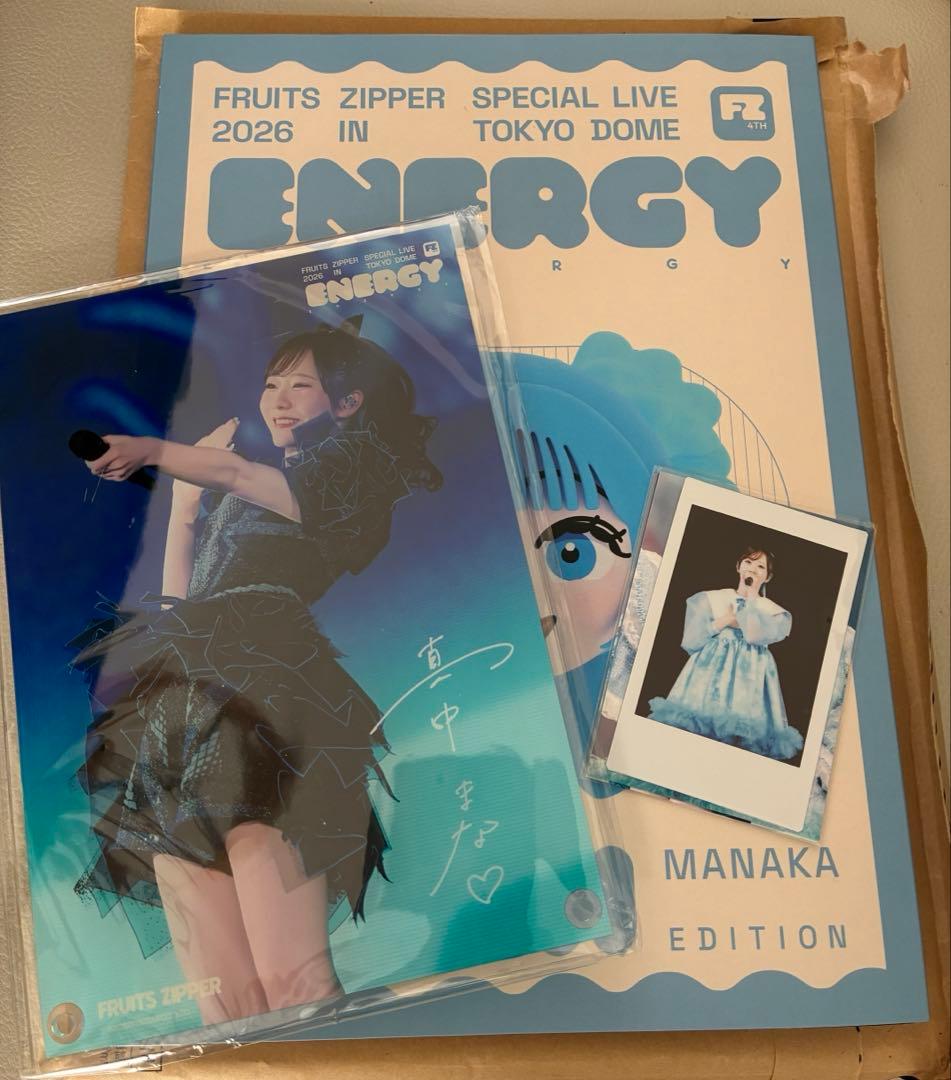 FRUITS ZIPPER SPECIAL LIVE
2026 IN TOKYO DOME
FZ
4TH
ENERGY
R G Y
FRUITS ZIPPER SPECIAL LIVE
2026 IN TOKYO DOME
FZ
ENERGY
真
中
ま
な
♡
MANAKA
EDITION
FRUITS ZIPPER